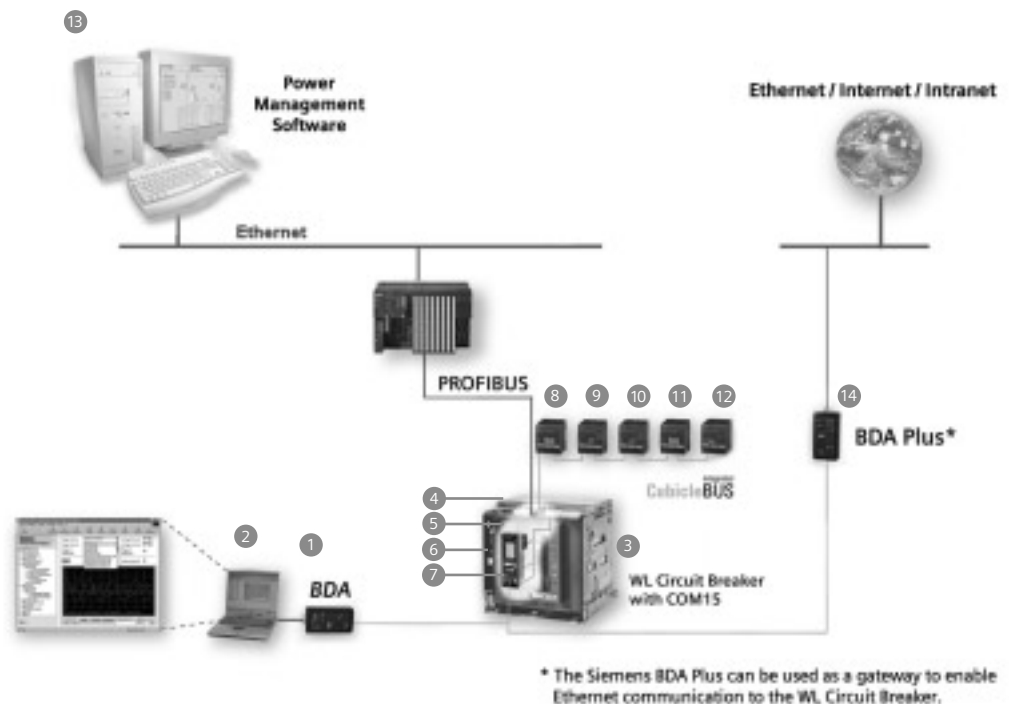 13
Power
Management
Software
Ethernet / Internet / Intranet
Ethernet
PROFIBUS
8 9 10 11 12
14
BDA Plus*
CubicleBUS
4
5
6
7
3
WL Circuit Breaker
with COM15
2
1
BDA
* The Siemens BDA Plus can be used as a gateway to enable
Ethernet communication to the WL Circuit Breaker.